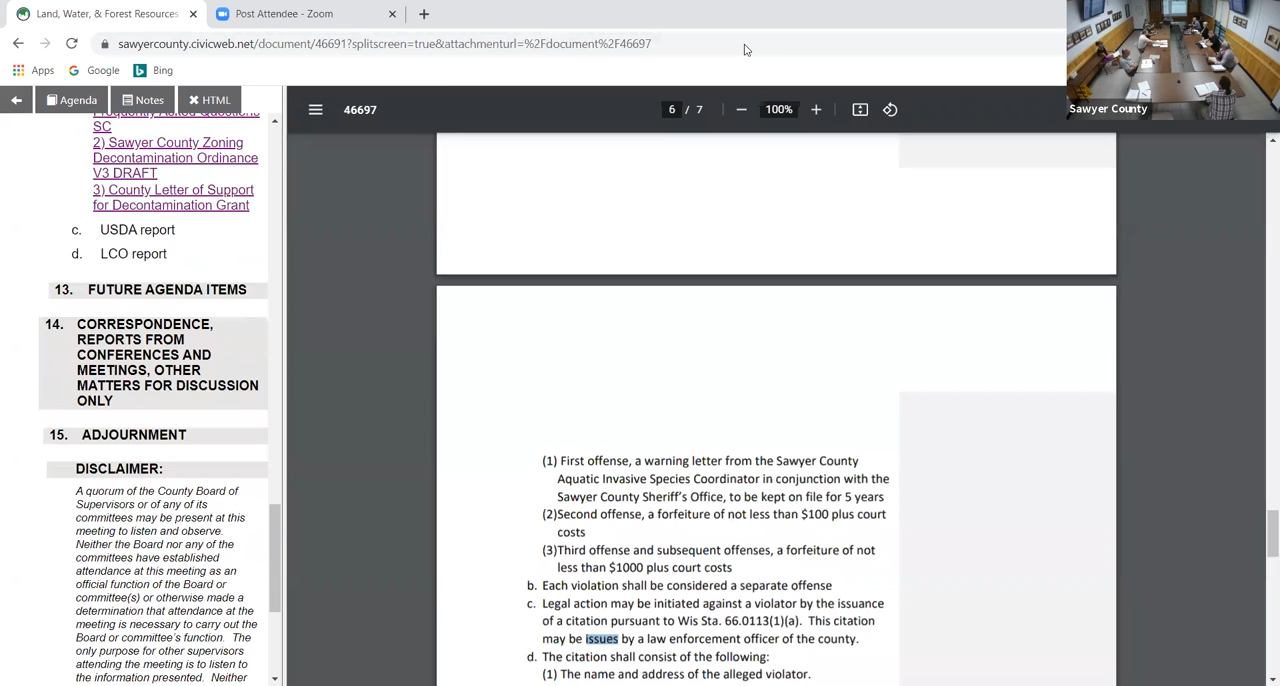 Land, Water, & Forest Resources
Post Attendee - Zoom
sawyercounty.civicweb.net/document/46691?splitscreen=true&attachmenturl=%2Fdocument%2F46697
Apps
Google
Bing
Sawyer County
Agenda
Notes
HTML
46697
6 / 7
100%
Frequently Asked Questions
SC
2) Sawyer County Zoning
Decontamination Ordinance
V3 DRAFT
3) County Letter of Support
for Decontamination Grant
c. USDA report
d. LCO report
13. FUTURE AGENDA ITEMS
14. CORRESPONDENCE,
REPORTS FROM
CONFERENCES AND
MEETINGS, OTHER
MATTERS FOR DISCUSSION
ONLY
15. ADJOURNMENT
DISCLAIMER:
A quorum of the County Board of
Supervisors or of any of its
committees may be present at this
meeting to listen and observe.
Neither the Board nor any of the
committees have established
attendance at this meeting as an
official function of the Board or
committee(s) or otherwise made a
determination that attendance at the
meeting is necessary to carry out the
Board or committee's function. The
only purpose for other supervisors
attending the meeting is to listen to
the information presented. Neither
(1) First offense, a warning letter from the Sawyer County
Aquatic Invasive Species Coordinator in conjunction with the
Sawyer County Sheriff's Office, to be kept on file for 5 years
(2)Second offense, a forfeiture of not less than $100 plus court
costs
(3)Third offense and subsequent offenses, a forfeiture of not
less than $1000 plus court costs
b. Each violation shall be considered a separate offense
c. Legal action may be initiated against a violator by the issuance
of a citation pursuant to Wis Sta. 66.0113(1)(a). This citation
may be issues by a law enforcement officer of the county.
d. The citation shall consist of the following:
(1) The name and address of the alleged violator.